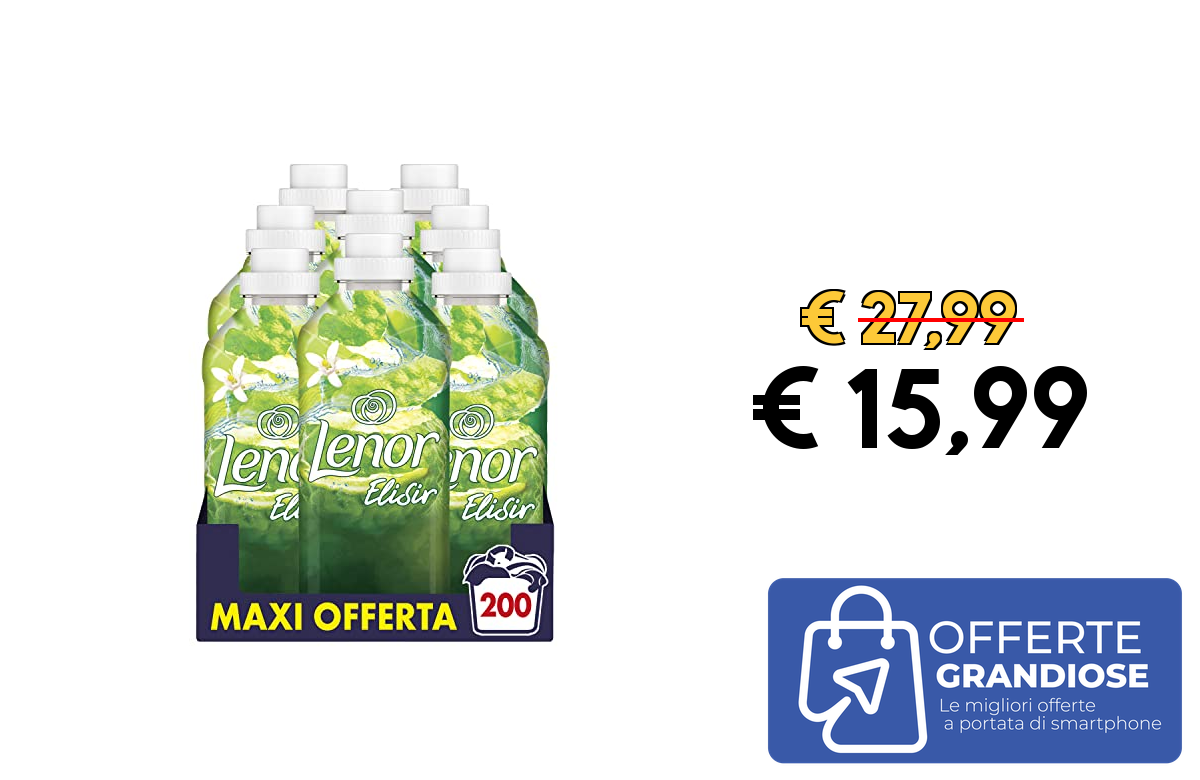 € 27,99
€ 15,99
Lenor
Elisir
Lenor
Elisir
Lenor
Elisir
MAXI OFFERTA
200
OFFERTE
GRANDIOSE
Le migliori offerte
a portata di smartphone